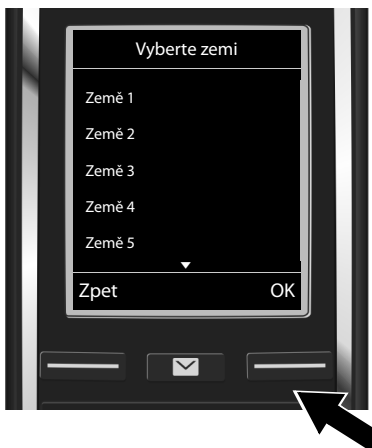 Vyberte zemi
Země 1
Země 2
Země 3
Země 4
Země 5
Zpet OK